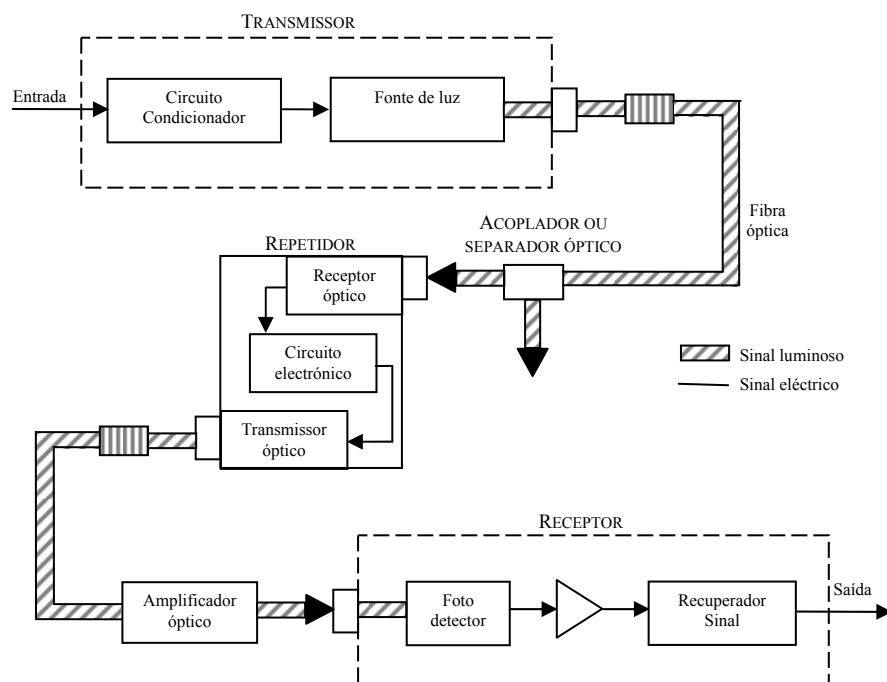 TRANSMISSOR
Entrada
Circuito
Condicionador
Fonte de luz
Fibra
óptica
ACOPLADOR OU
SEPARADOR ÓPTICO
REPETIDOR
Receptor
óptico
Circuito
electrónico
Transmissor
óptico
Sinal luminoso
Sinal eléctrico
RECEPTOR
Amplificador
óptico
Foto
detector
Recuperador
Sinal
Saída